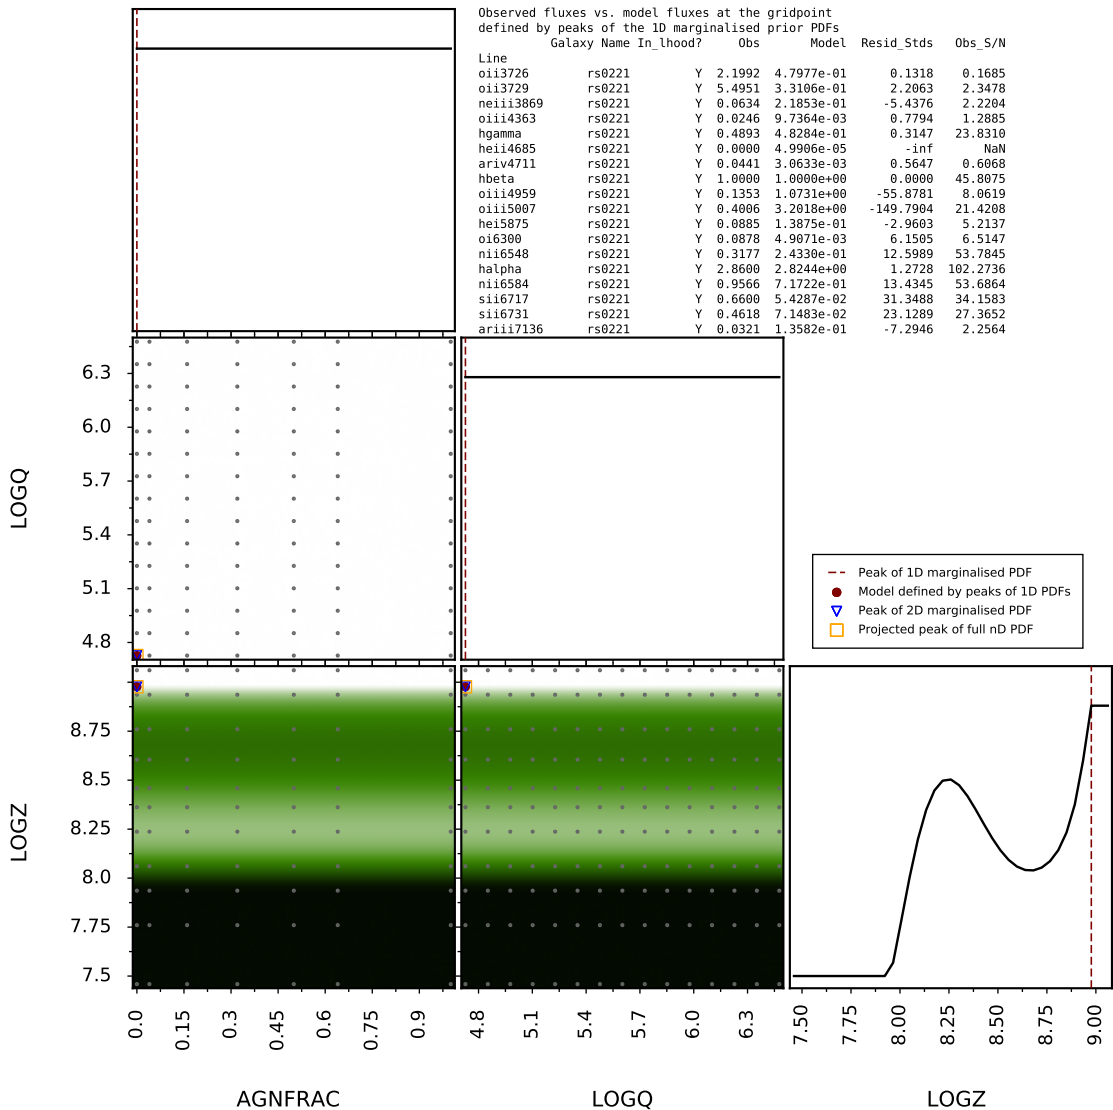 Observed fluxes vs. model fluxes at the gridpoint
defined by peaks of the 1D marginalised prior PDFs
Galaxy Name In_lhood? Obs Model Resid_Stds Obs_S/N
Line
oii3726 rs0221 Y 2.1992 4.7977e-01 0.1318 0.1685
oii3729 rs0221 Y 5.4951 3.3106e-01 2.2063 2.3478
neiii3869 rs0221 Y 0.0634 2.1853e-01 -5.4376 2.2204
oiii4363 rs0221 Y 0.0246 9.7364e-03 0.7794 1.2885
hgamma rs0221 Y 0.4893 4.8284e-01 0.3147 23.8310
heii4685 rs0221 Y 0.0000 4.9906e-05 -inf NaN
ariv4711 rs0221 Y 0.0441 3.0633e-03 0.5647 0.6068
hbeta rs0221 Y 1.0000 1.0000e+00 0.0000 45.8075
oiii4959 rs0221 Y 0.1353 1.0731e+00 -55.8781 8.0619
oiii5007 rs0221 Y 0.4006 3.2018e+00 -149.7904 21.4208
hei5875 rs0221 Y 0.0885 1.3875e-01 -2.9603 5.2137
oi6300 rs0221 Y 0.0878 4.9071e-03 6.1505 6.5147
nii6548 rs0221 Y 0.3177 2.4330e-01 12.5989 53.7845
halpha rs0221 Y 2.8600 2.8244e+00 1.2728 102.2736
nii6584 rs0221 Y 0.9566 7.1722e-01 13.4345 53.6864
sii6717 rs0221 Y 0.6600 5.4287e-02 31.3488 34.1583
sii6731 rs0221 Y 0.4618 7.1483e-02 23.1289 27.3652
ariii7136 rs0221 Y 0.0321 1.3582e-01 -7.2946 2.2564
6.3
6.0
5.7
5.4
5.1
4.8
LOGQ
Peak of 1D marginalised PDF
Model defined by peaks of 1D PDFs
Peak of 2D marginalised PDF
Projected peak of full nD PDF
8.75
8.5
8.25
8.0
7.75
7.5
LOGZ
0.0 0.15 0.3 0.45 0.6 0.75 0.9
4.8 5.1 5.4 5.7 6.0 6.3
7.50 7.75 8.00 8.25 8.50 8.75 9.00
AGNFRAC LOGQ LOGZ